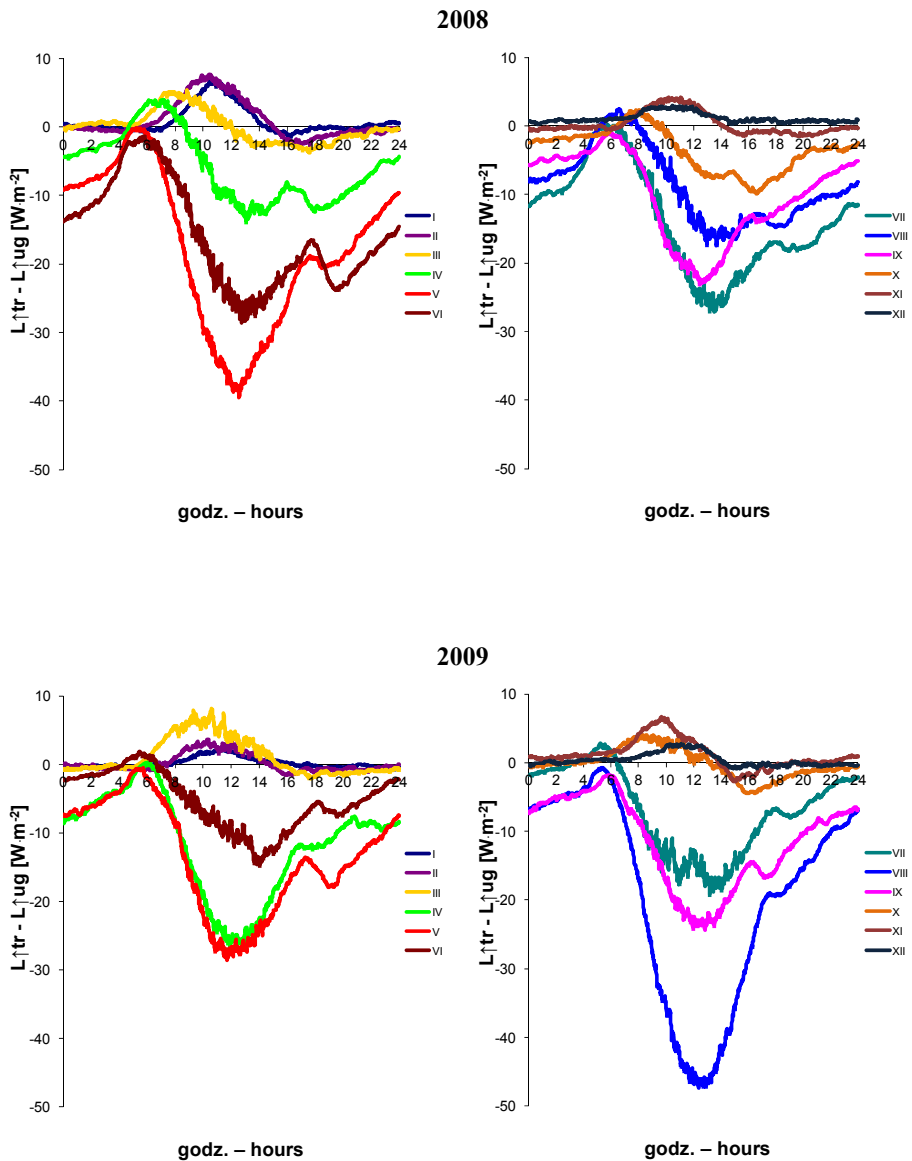 2008
10
0
-10
-20
-30
-40
-50
0 2 4 6 8 10 12 14 16 18 20 22 24
L↑tr - L↑ug [W·m-2]
I
II
III
IV
V
VI
godz. – hours
10
0
-10
-20
-30
-40
-50
0 2 4 6 8 10 12 14 16 18 20 22 24
L↑tr - L↑ug [W·m-2]
VII
VIII
IX
X
XI
XII
godz. – hours
2009
10
0
-10
-20
-30
-40
-50
0 2 4 6 8 10 12 14 16 18 20 22 24
L↑tr - L↑ug [W·m-2]
I
II
III
IV
V
VI
godz. – hours
10
0
-10
-20
-30
-40
-50
0 2 4 6 8 10 12 14 16 18 20 22 24
L↑tr - L↑ug [W·m-2]
VII
VIII
IX
X
XI
XII
godz. – hours